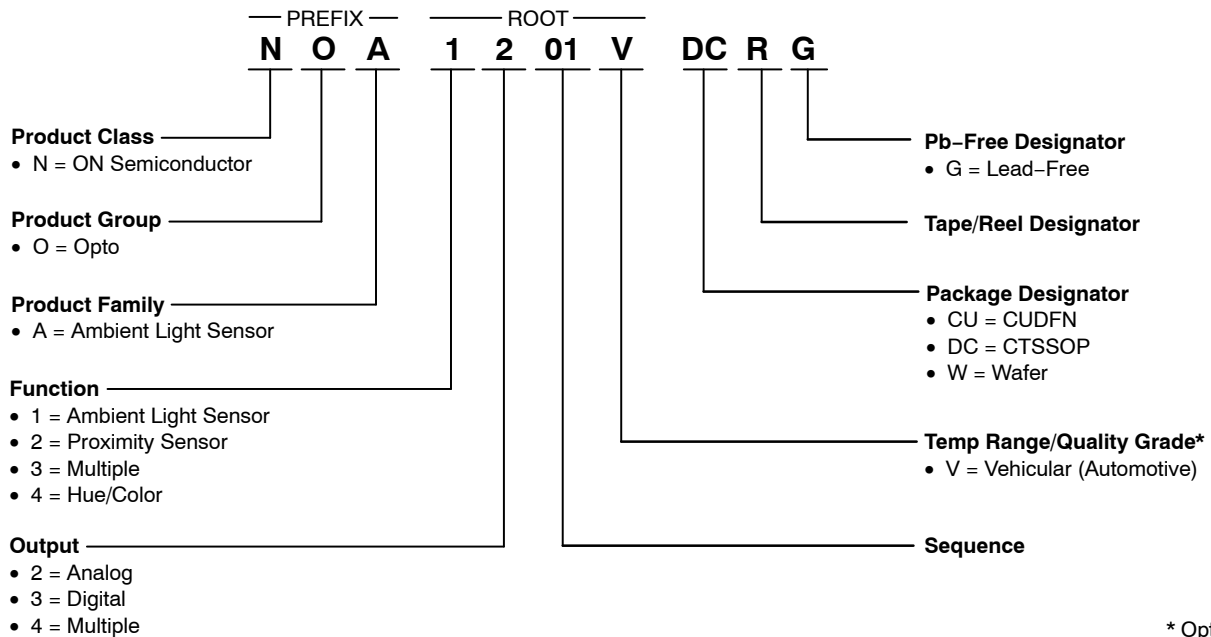 PREFIX ROOT
N O A 1 2 01 V DC R G
Product Class
• N = ON Semiconductor
Product Group
• O = Opto
Product Family
• A = Ambient Light Sensor
Function
• 1 = Ambient Light Sensor
• 2 = Proximity Sensor
• 3 = Multiple
• 4 = Hue/Color
Output
• 2 = Analog
• 3 = Digital
• 4 = Multiple
Pb−Free Designator
• G = Lead−Free
Tape/Reel Designator
Package Designator
• CU = CUDFN
• DC = CTSSOP
• W = Wafer
Temp Range/Quality Grade*
• V = Vehicular (Automotive)
Sequence